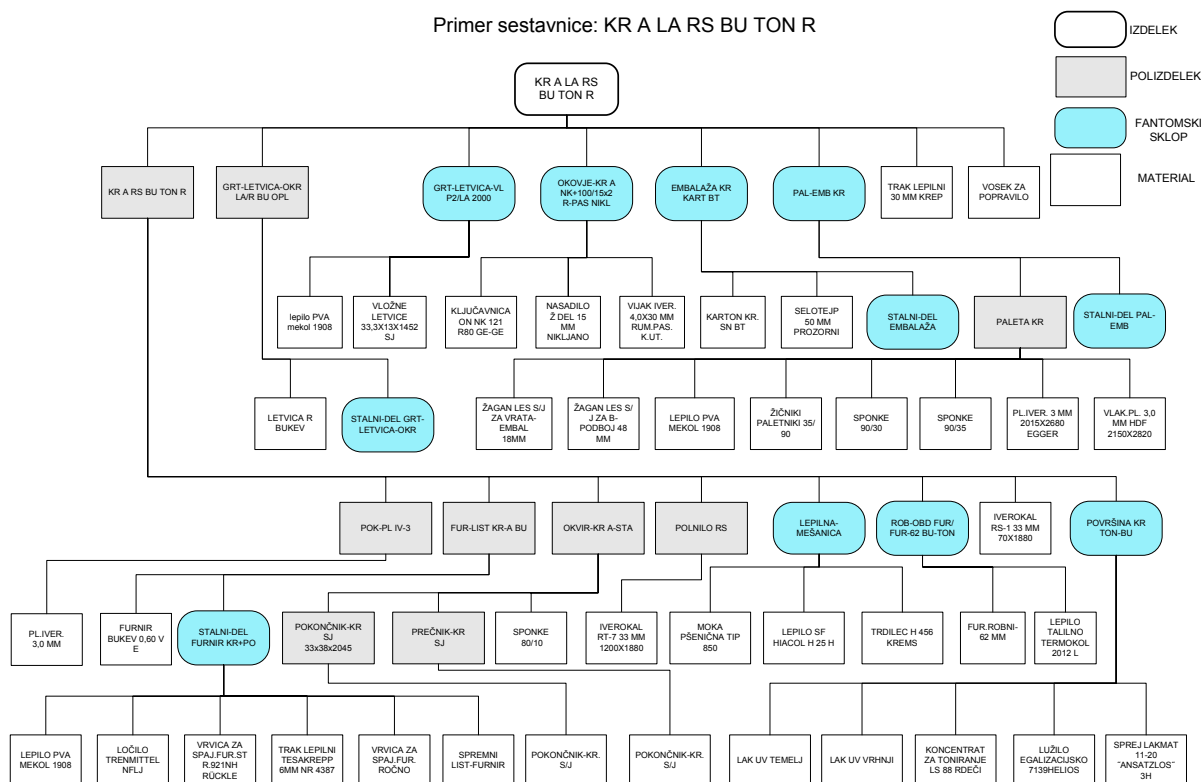 Primer sestavnice: KR A LA RS BU TON R
IZDELEK
POLIZDELEK
FANTOMSKI
SKLOP
MATERIAL
KR A LA RS
BU TON R
KR A RS BU TON R
GRT-LETVICA-OKR
LA/R BU OPL
GRT-LETVICA-VL
P2/LA 2000
OKOVJE-KR A
NK+100/15x2
R-PAS NIKL
EMBALAŽA KR
KART BT
PAL-EMB KR
TRAK LEPILNI
30 MM KREP
VOSEK ZA
POPRAVILO
lepilo PVA
mekol 1908
VLOŽNE
LETVICE
33,3X13X1452
SJ
KLJUČAVNICA
ON NK 121
R80 GE-GE
NASADILO
Ž DEL 15
MM
NIKLJANO
VIJAK IVER.
4,0X30 MM
RUM.PAS.
K.UT.
KARTON KR.
SN BT
SELOTEJP
50 MM
PROZORNI
STALNI-DEL
EMBALAŽA
PALETA KR
STALNI-DEL PAL-
EMB
LETVICA R
BUKEV
STALNI-DEL GRT-
LETVICA-OKR
ŽAGAN LES S/J
ZA VRATA-
EMBAL
18MM
ŽAGAN LES S/
J ZA B-
PODBOJ 48
MM
LEPILO PVA
MEKOL 1908
ŽIČNIKI
PALETNIKI 35/
90
SPONKE
90/30
SPONKE
90/35
PL.IVER. 3 MM
2015X2680
EGGER
VLAK.PL. 3,0
MM HDF
2150X2820
POK-PL IV-3
FUR-LIST KR-A BU
OKVIR-KR A-STA
POLNILO RS
LEPILNA-
MEŠANICA
ROB-OBD FUR/
FUR-62 BU-TON
IVEROKAL
RS-1 33 MM
70X1880
POVRŠINA KR
TON-BU
PL.IVER.
3,0 MM
FURNIR
BUKEV 0,60 V
E
STALNI-DEL
FURNIR KR+PO
POKONČNIK-KR
SJ
33x38x2045
PREČNIK-KR
SJ
SPONKE
80/10
IVEROKAL
RT-7 33 MM
1200X1880
MOKA
PŠENIČNA TIP
850
LEPILO SF
HIACOL H 25 H
TRDILEC H 456
KREMS
FUR.ROBNI-
62 MM
LEPILO
TALILNO
TERMOKOL
2012 L
LEPILO PVA
MEKOL 1908
LOČILO
TRENMITTEL
NFLJ
VRVICA ZA
SPAJ.FUR.ST
R.921NH
RÜCKLE
TRAK LEPILNI
TESAKREPP
6MM NR 4387
VRVICA ZA
SPAJ.FUR.
ROČNO
SPREMNI
LIST-FURNIR
POKONČNIK-KR.
S/J
POKONČNIK-KR.
S/J
LAK UV TEMELJ
LAK UV VRHNJI
KONCENTRAT
ZA TONIRANJE
LS 88 RDEČI
LUŽILO
EGALIZACIJSKO
7139HELIOS
SPREJ LAKMAT
11-20
"ANSATZLOS"
3H